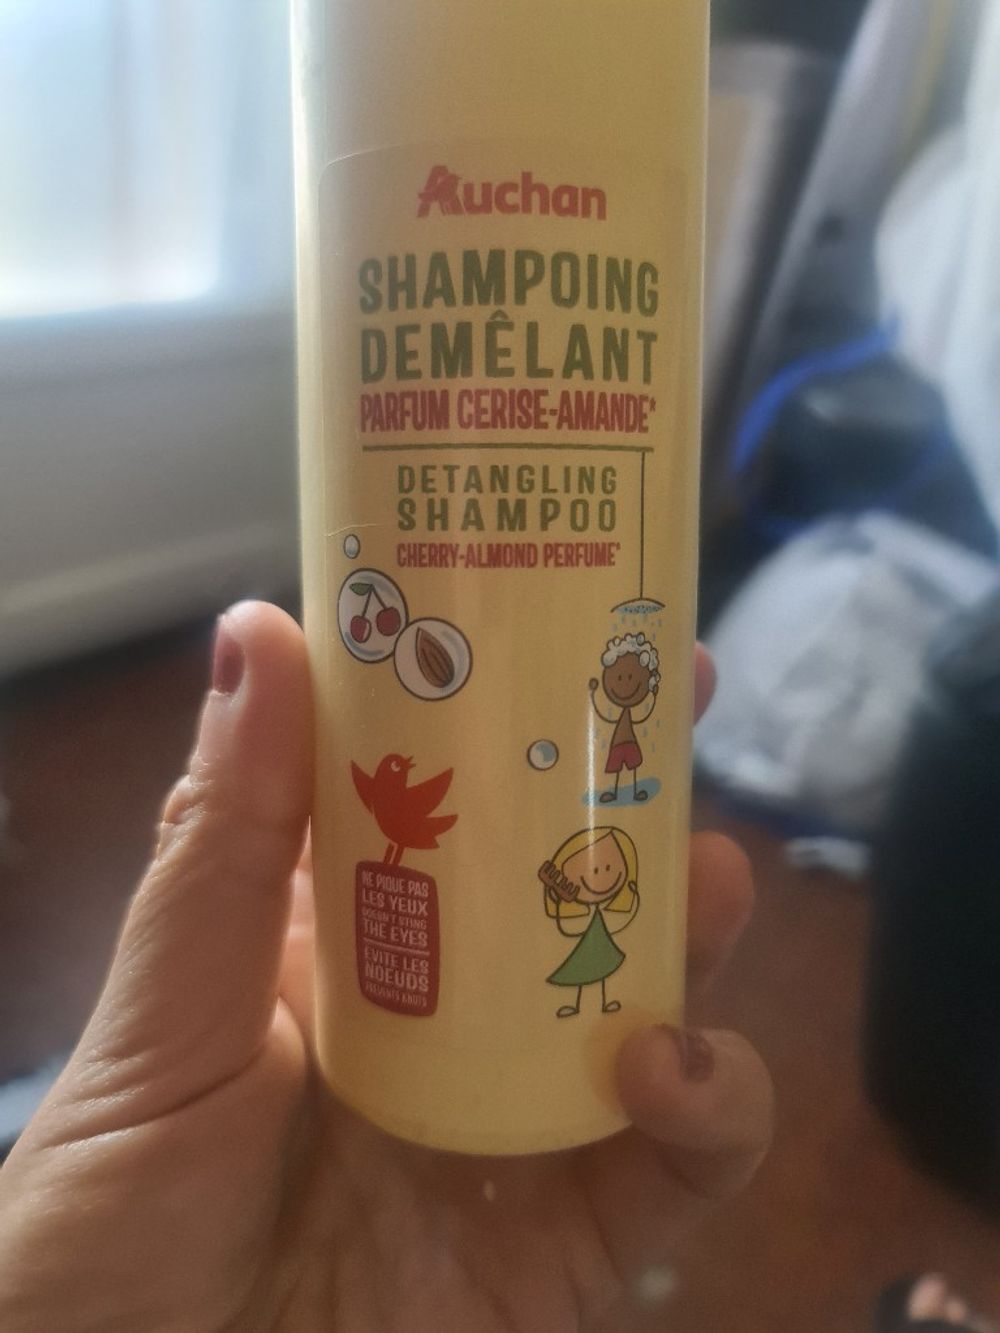 Auchan
SHAMPOING
DEMÊLANT
PARFUM CERISE-AMANDE*
DETANGLING
SHAMPOO
CHERRY-ALMOND PERFUME*
NE PIQUE PAS
LES YEUX
DOESN'T STING
THE EYES
ÉVITE LES
NOEUDS
PREVENTS KNOTS